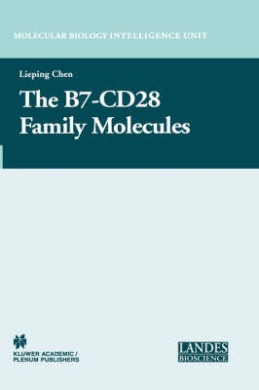 MOLECULAR BIOLOGY INTELLIGENCE UNIT
Lieping Chen
The B7-CD28
Family Molecules
KLUWER ACADEMIC /
PLENUM PUBLISHERS
LANDES
BIOSCIENCE